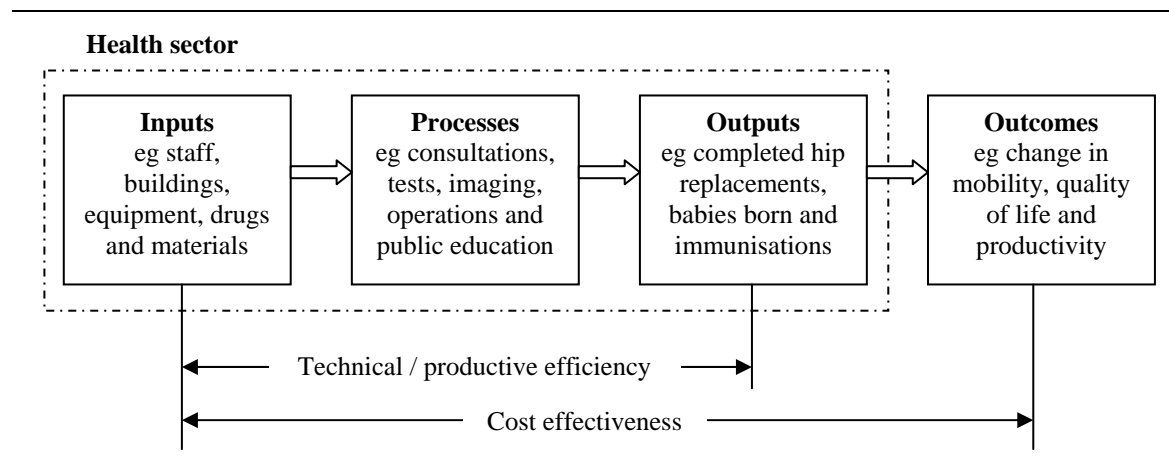 Health sector
Inputs
eg staff,
buildings,
equipment, drugs
and materials
Processes
eg consultations,
tests, imaging,
operations and
public education
Outputs
eg completed hip
replacements,
babies born and
immunisations
Outcomes
eg change in
mobility, quality
of life and
productivity
Technical / productive efficiency
Cost effectiveness